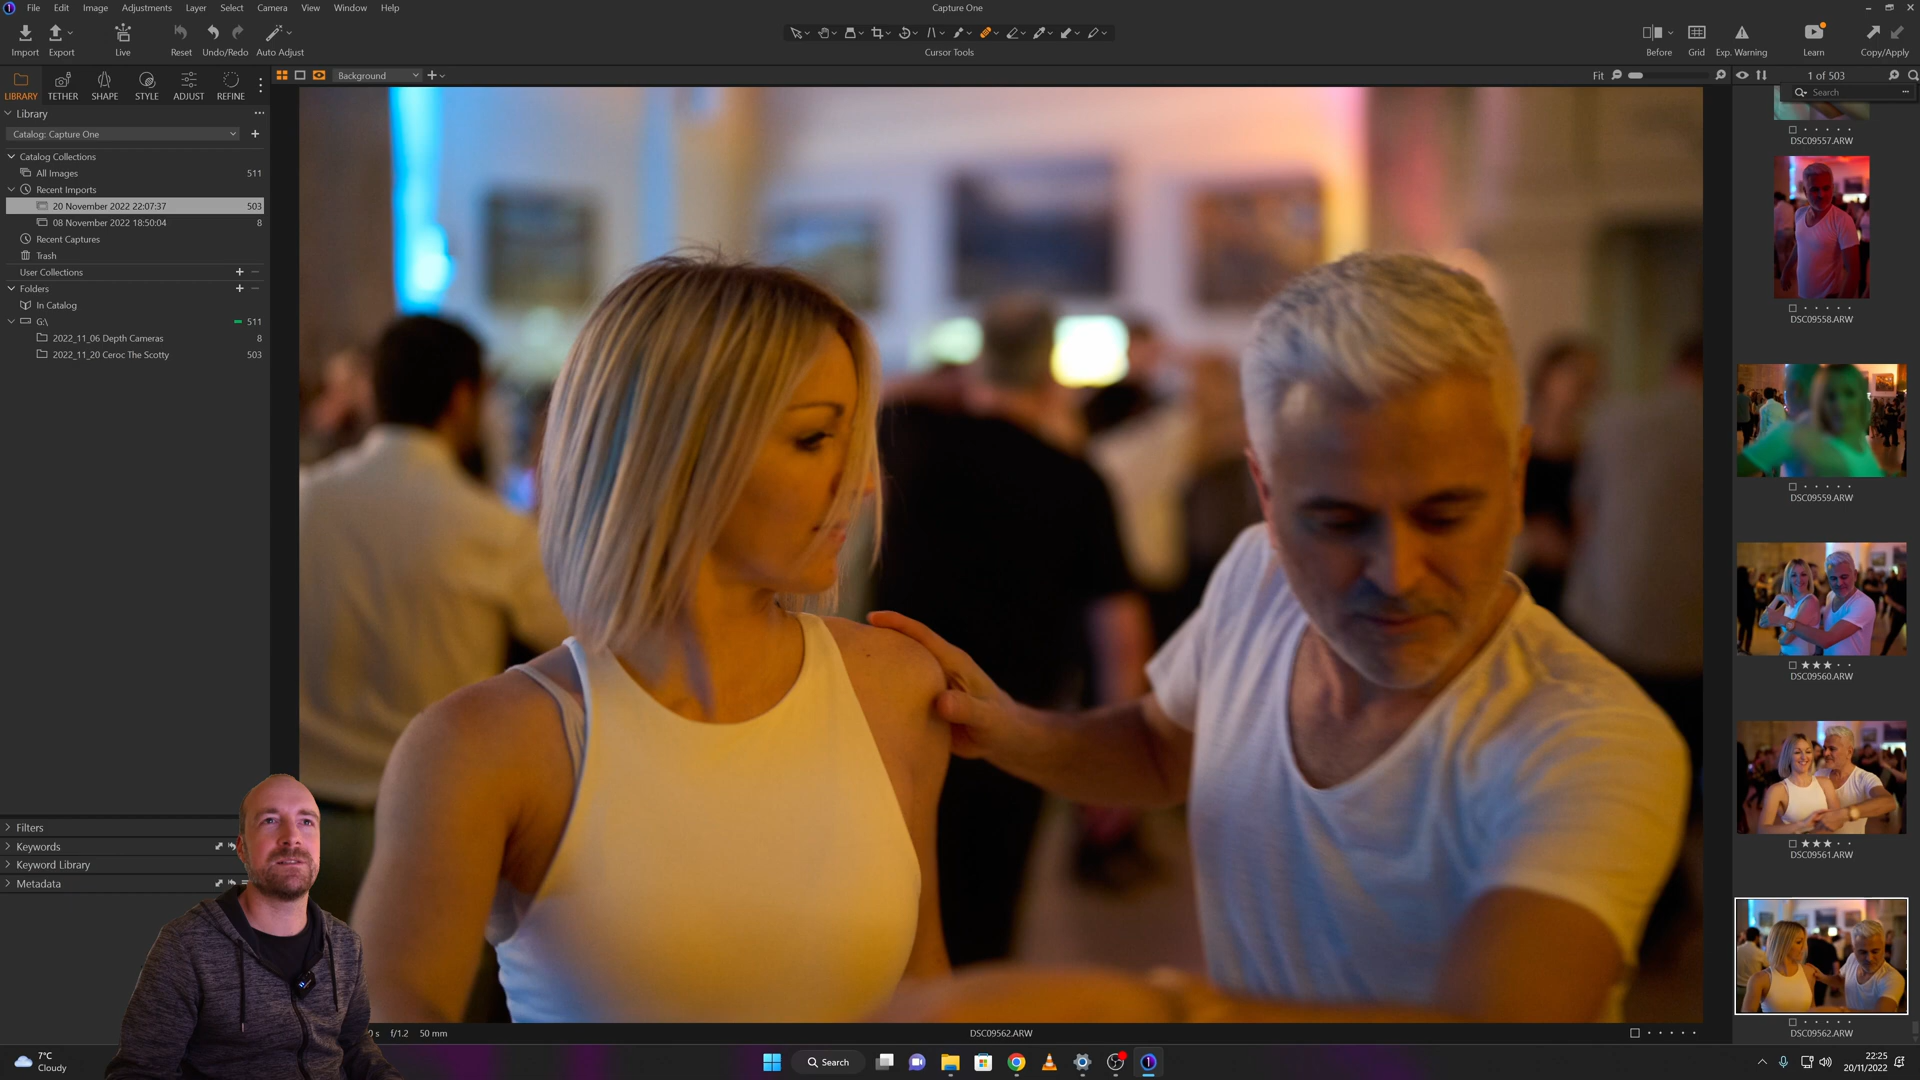 File Edit Image Adjustments Layer Select Camera View Window Help
Capture One
Import Export Live Reset Undo/Redo Auto Adjust
Cursor Tools
Before Grid Exp. Warning Learn Copy/Apply
LIBRARY TETHER SHAPE STYLE ADJUST REFINE
Background
Fit
1 of 503
Search
Library
Catalog: Capture One
Catalog Collections
All Images 511
Recent Imports
20 November 2022 22:07:37 503
08 November 2022 18:50:04 8
Recent Captures
Trash
User Collections
Folders
In Catalog
G:\ 511
2022_11_06 Depth Cameras 8
2022_11_20 Ceroc The Scotty 503
Filters
Keywords
Keyword Library
Metadata
DSC09557.ARW
DSC09558.ARW
DSC09559.ARW
DSC09560.ARW
DSC09561.ARW
DSC09562.ARW
0 s f/1.2 50 mm
DSC09562.ARW
7°C
Cloudy
Search
22:25
20/11/2022